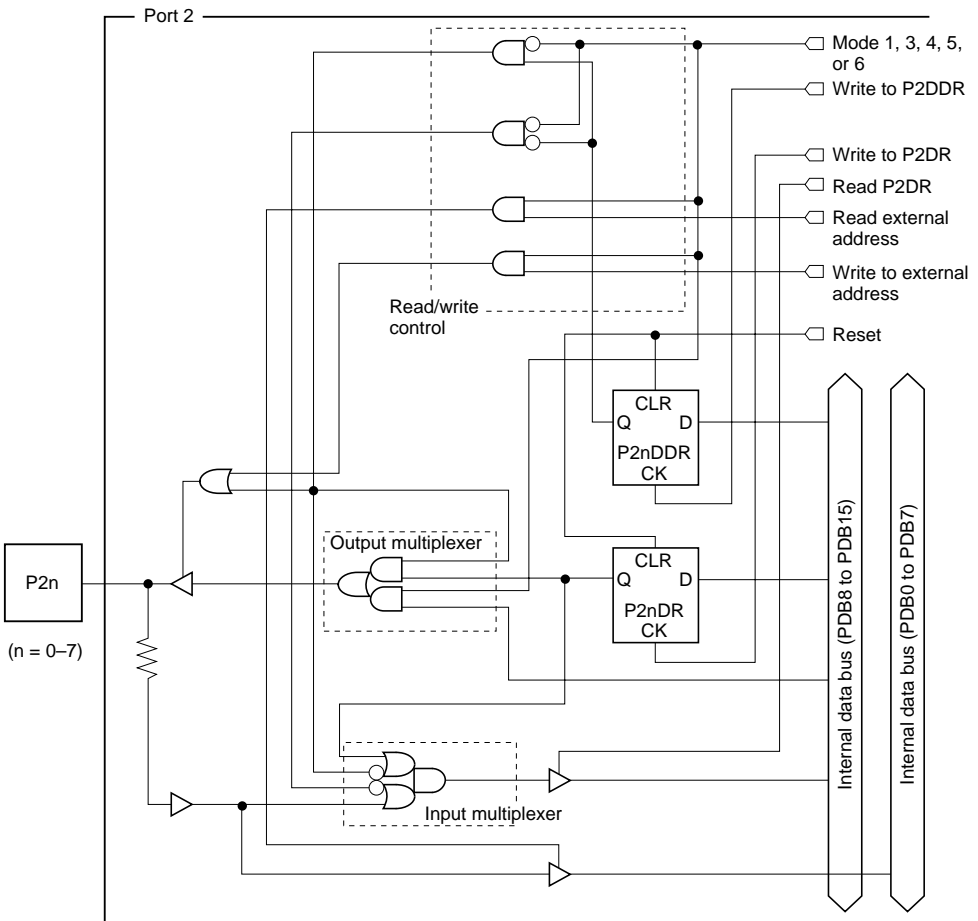 Port 2
Mode 1, 3, 4, 5,
or 6
Write to P2DDR
Write to P2DR
Read P2DR
Read external
address
Write to external
address
Read/write
control
Reset
CLR
Q D
P2nDDR
CK
Output multiplexer
CLR
Q D
P2nDR
CK
P2n
(n = 0–7)
Input multiplexer
Internal data bus (PDB8 to PDB15)
Internal data bus (PDB0 to PDB7)